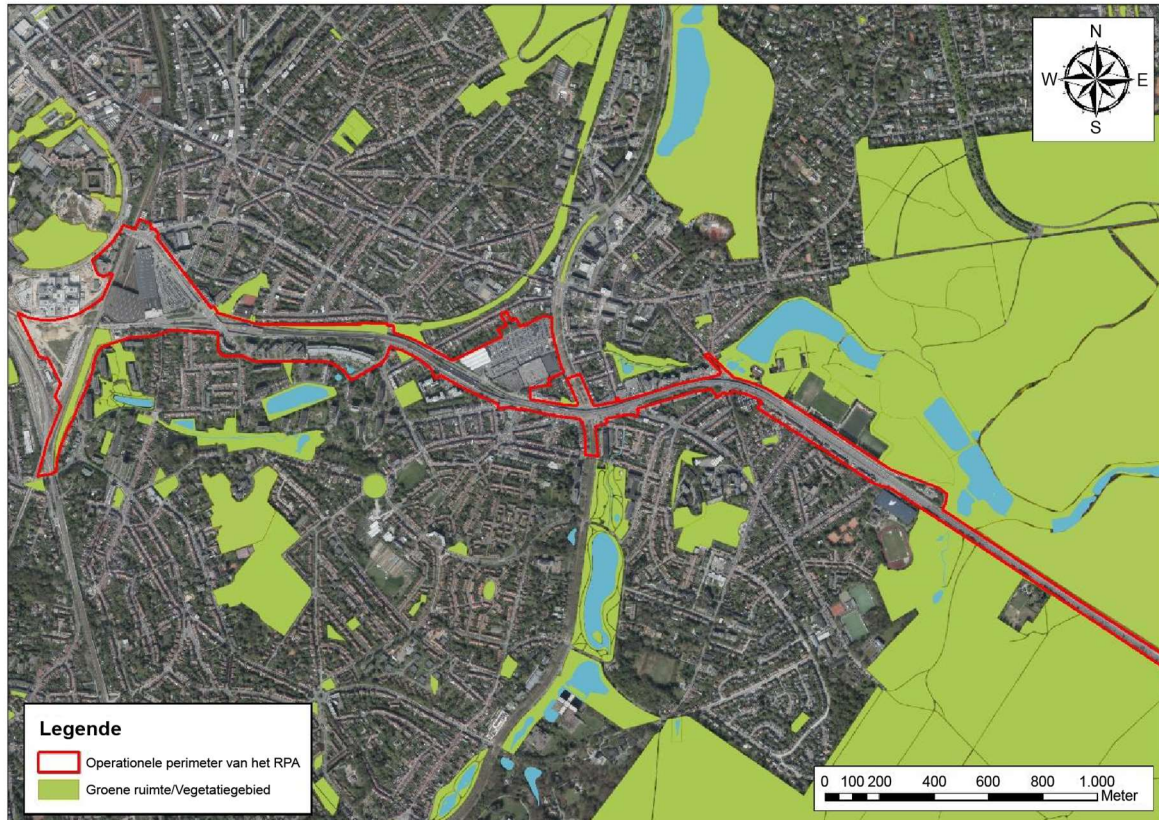 N
W E
S
Legende
Operationele perimeter van het RPA
Groene ruimte/Vegetatiegebied
0 100 200 400 600 800 1.000
Meter